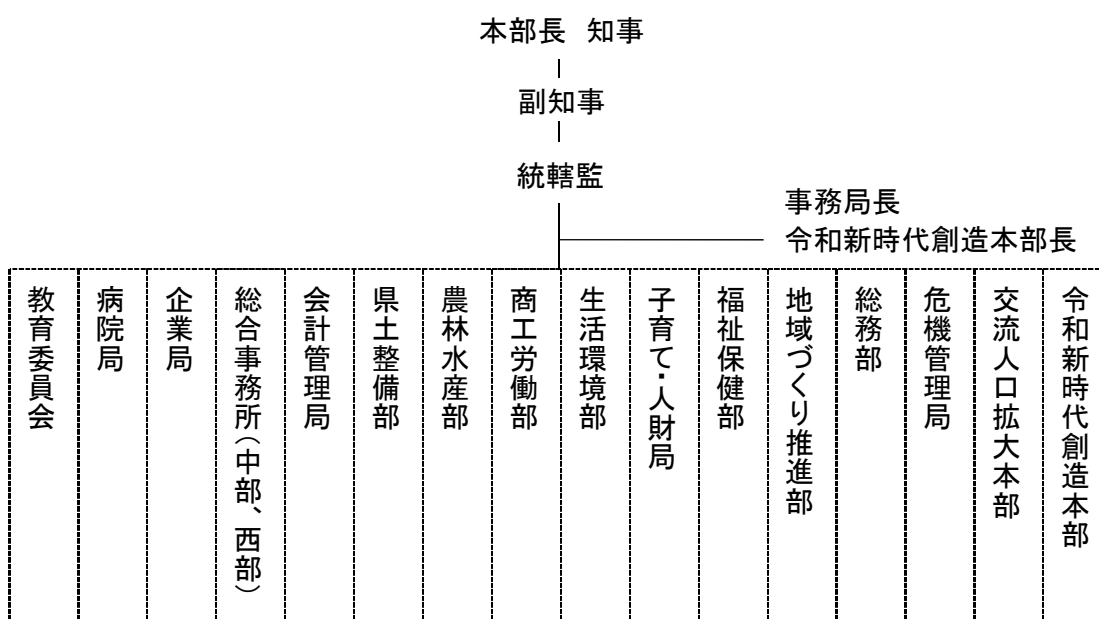 本部長 知事
副知事
統轄監
事務局長
令和新時代創造本部長
令和新時代創造本部
交流人口拡大本部
危機管理局
総務部
地域づくり推進部
福祉保健部
子育て・人財局
生活環境部
商工労働部
農林水産部
県土整備部
会計管理局
総合事務所(中部、西部)
企業局
病院局
教育委員会